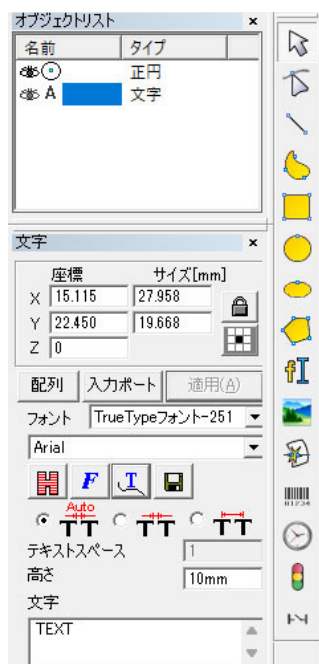 オブジェクトリスト ×
名前 タイプ
正円
A 文字
文字 ×
座標 サイズ[mm]
X 15.115 27.958
Y 22.450 19.668
Z 0
配列 入力ポート 適用(A)
フォント TrueTypeフォント-251
Arial
F T
Auto
TT TT TT
テキストスペース 1
高さ 10mm
文字
TEXT
01234